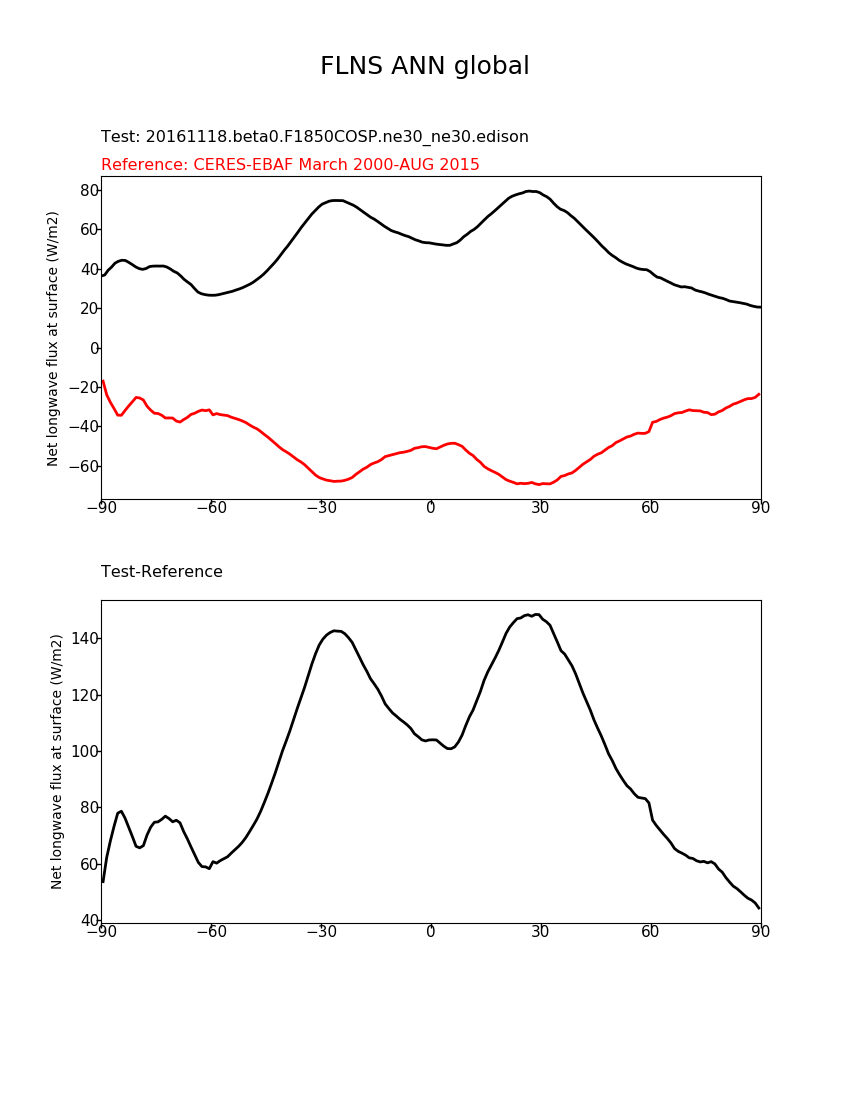 FLNS ANN global
Test: 20161118.beta0.F1850COSP.ne30_ne30.edison
Reference: CERES-EBAF March 2000-AUG 2015
Net longwave flux at surface (W/m2)
80
60
40
20
0
−20
−40
−60
−90 −60 −30 0 30 60 90
Test-Reference
Net longwave flux at surface (W/m2)
140
120
100
80
60
40
−90 −60 −30 0 30 60 90